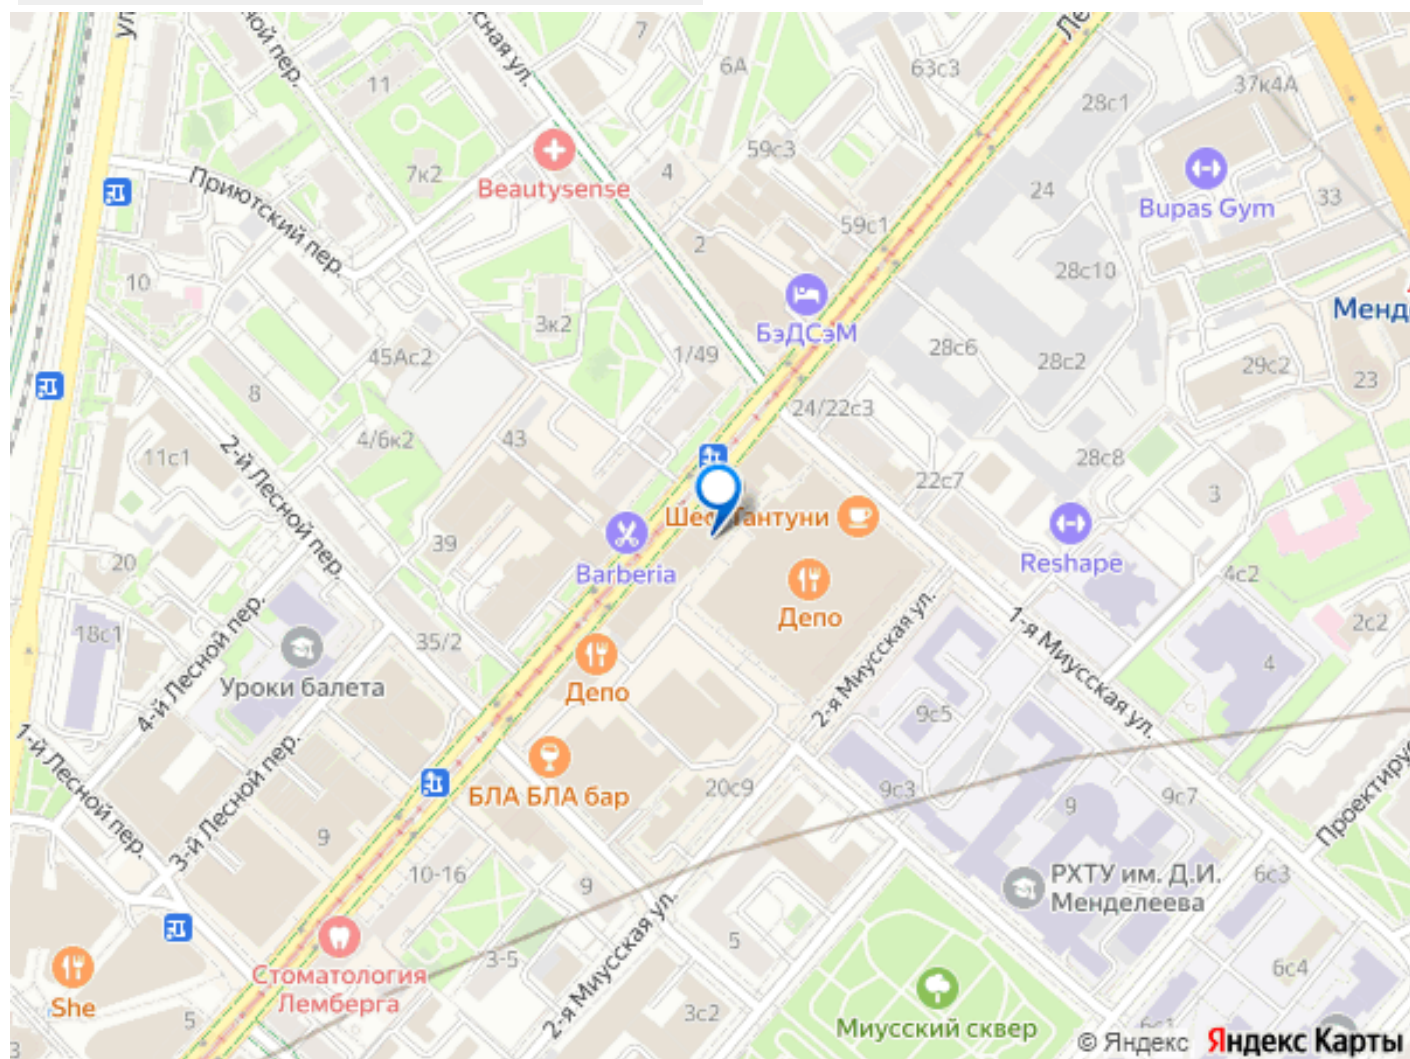 ул
ной пер.
сная ул.
7
6А
63с3
Ле
37к4А
28с1
11
59с3
Beautysense
4
7к2
24
33
Bupas Gym
Приютский пер.
59с1
2
28с10
10
БэДСэМ
Менд
3к2
28с6
28с2
29с2
23
1/49
45Ас2
8
24/22с3
4/6к2
43
11с1
2-й Лесной пер.
28с8
22с7
3
Шеф Тантуни
39
Barberia
Reshape
20
4с2
Депо
18с1
35/2
1-я Миусская ул.
2с2
4-й Лесной пер.
Уроки балета
Депо
2-я Миусская ул.
4
9с5
1-й Лесной пер.
3-й Лесной пер.
БЛА БЛА бар
20с9
9с3
9
9с7
Проектируе
9
10-16
9
РХТУ им. Д.И.
Менделеева
6с3
Стоматология
Лемберга
She
3-5
2-я Миусская ул.
5
6с4
5
3с2
Миусский сквер
6с1
3
© Яндекс Яндекс Карты